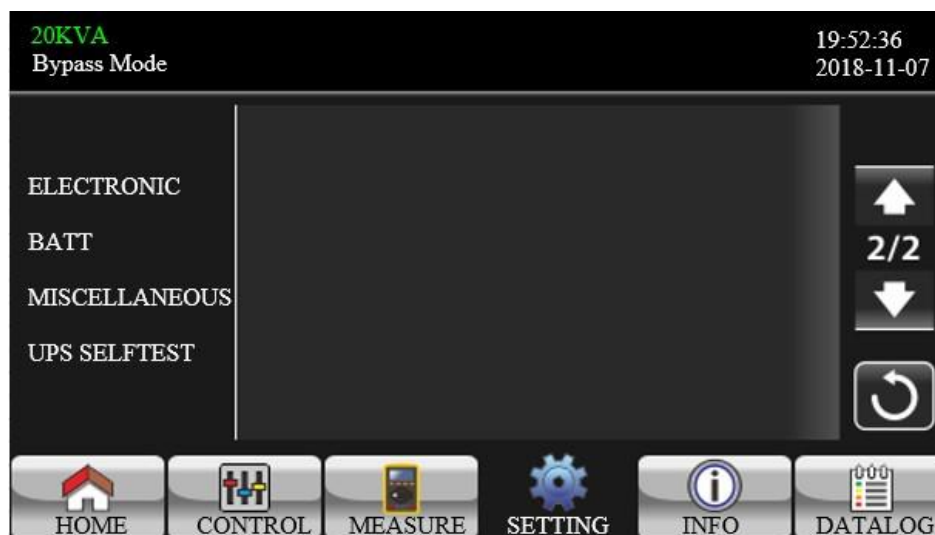 20KVA
Bypass Mode
19:52:36
2018-11-07
ELECTRONIC
BATT
MISCELLANEOUS
UPS SELFTEST
2/2
HOME
CONTROL
MEASURE
SETTING
INFO
DATALOG